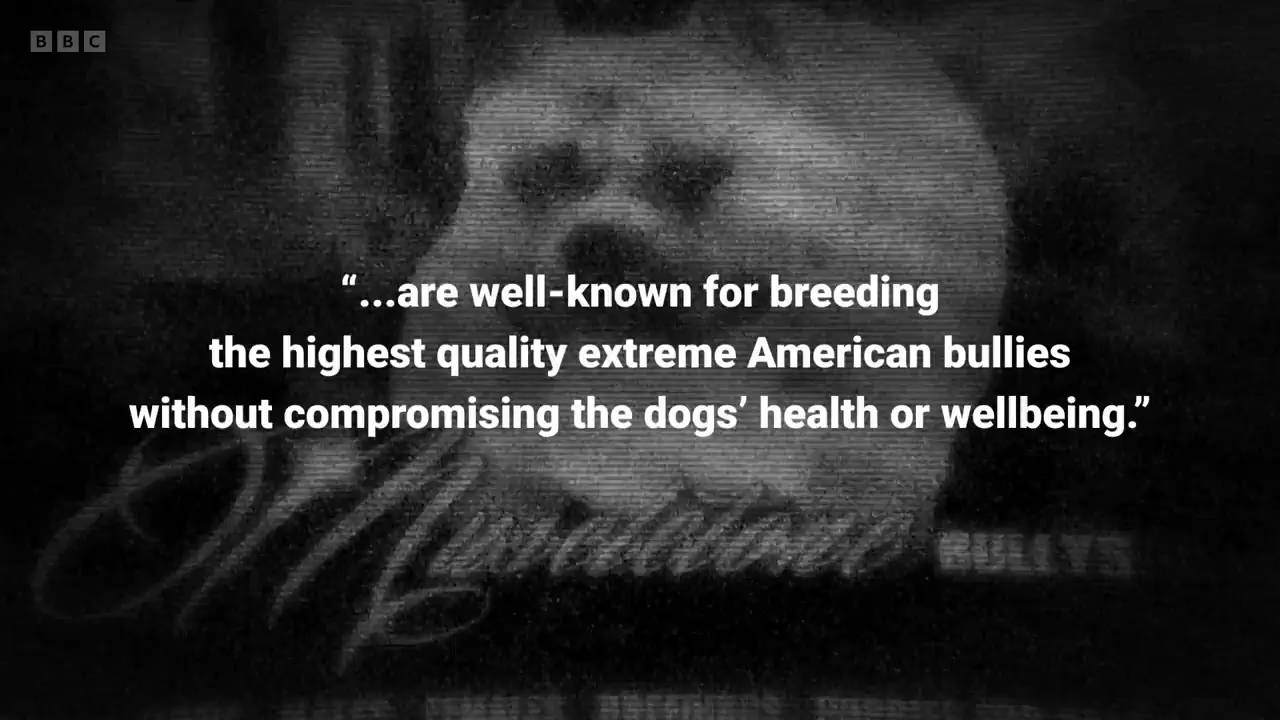 BBC
“...are well-known for breeding
the highest quality extreme American bullies
without compromising the dogs’ health or wellbeing.”
BULLYS